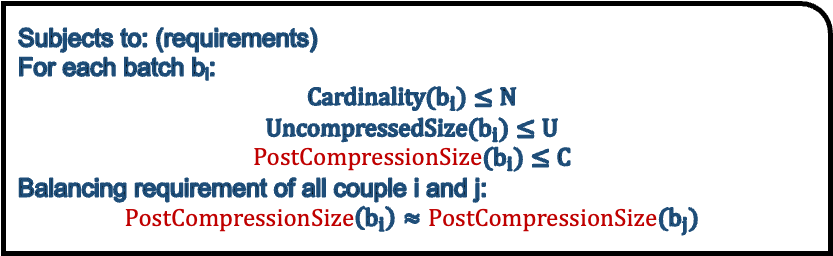 Subjects to: (requirements)
For each batch bᵢ:
Cardinality(bᵢ) ≤ N
UncompressedSize(bᵢ) ≤ U
PostCompressionSize(bᵢ) ≤ C
Balancing requirement of all couple i and j:
PostCompressionSize(bᵢ) ≈ PostCompressionSize(bⱼ)